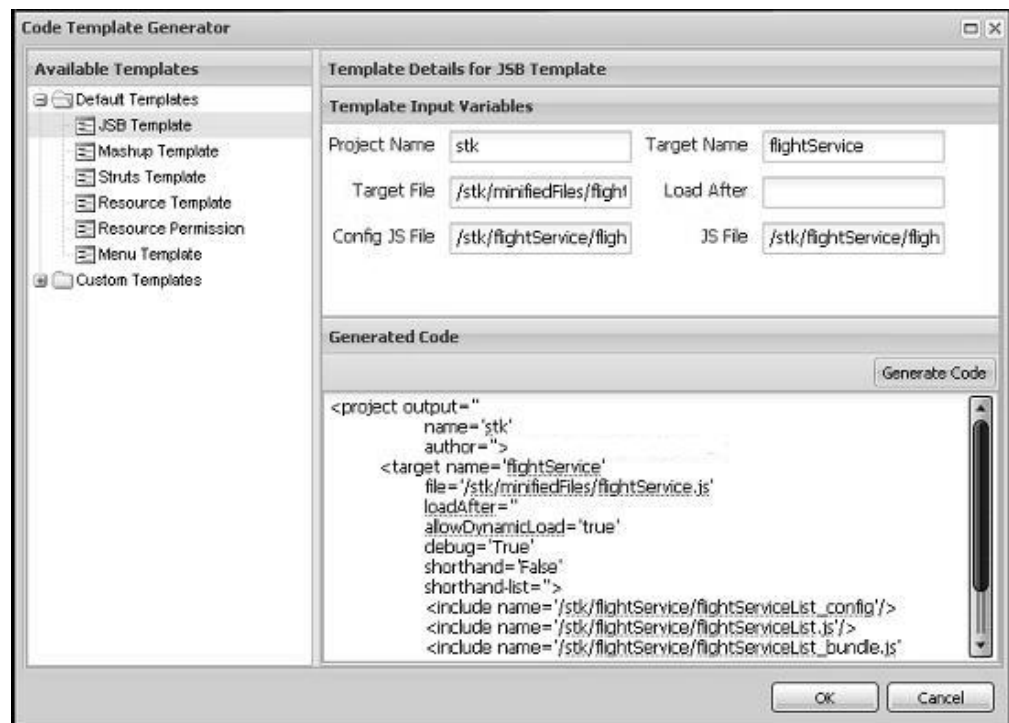 Code Template Generator
Available Templates
Default Templates
JSB Template
Mashup Template
Struts Template
Resource Template
Resource Permission
Menu Template
Custom Templates
Template Details for JSB Template
Template Input Variables
Project Name stk Target Name flightService
Target File /stk/minifiedFiles/flight Load After
Config JS File /stk/flightService/fligh JS File /stk/flightService/fligh
Generated Code
Generate Code
<project output=''
name='stk'
author=''>
<target name='flightService'
file='/stk/minifiedFiles/flightService.js'
loadAfter=''
allowDynamicLoad='true'
debug='True'
shorthand='False'
shorthand-list=''>
<include name='/stk/flightService/flightServiceList_config'/>
<include name='/stk/flightService/flightServiceList.js'/>
<include name='/stk/flightService/flightServiceList_bundle.js'
OK Cancel